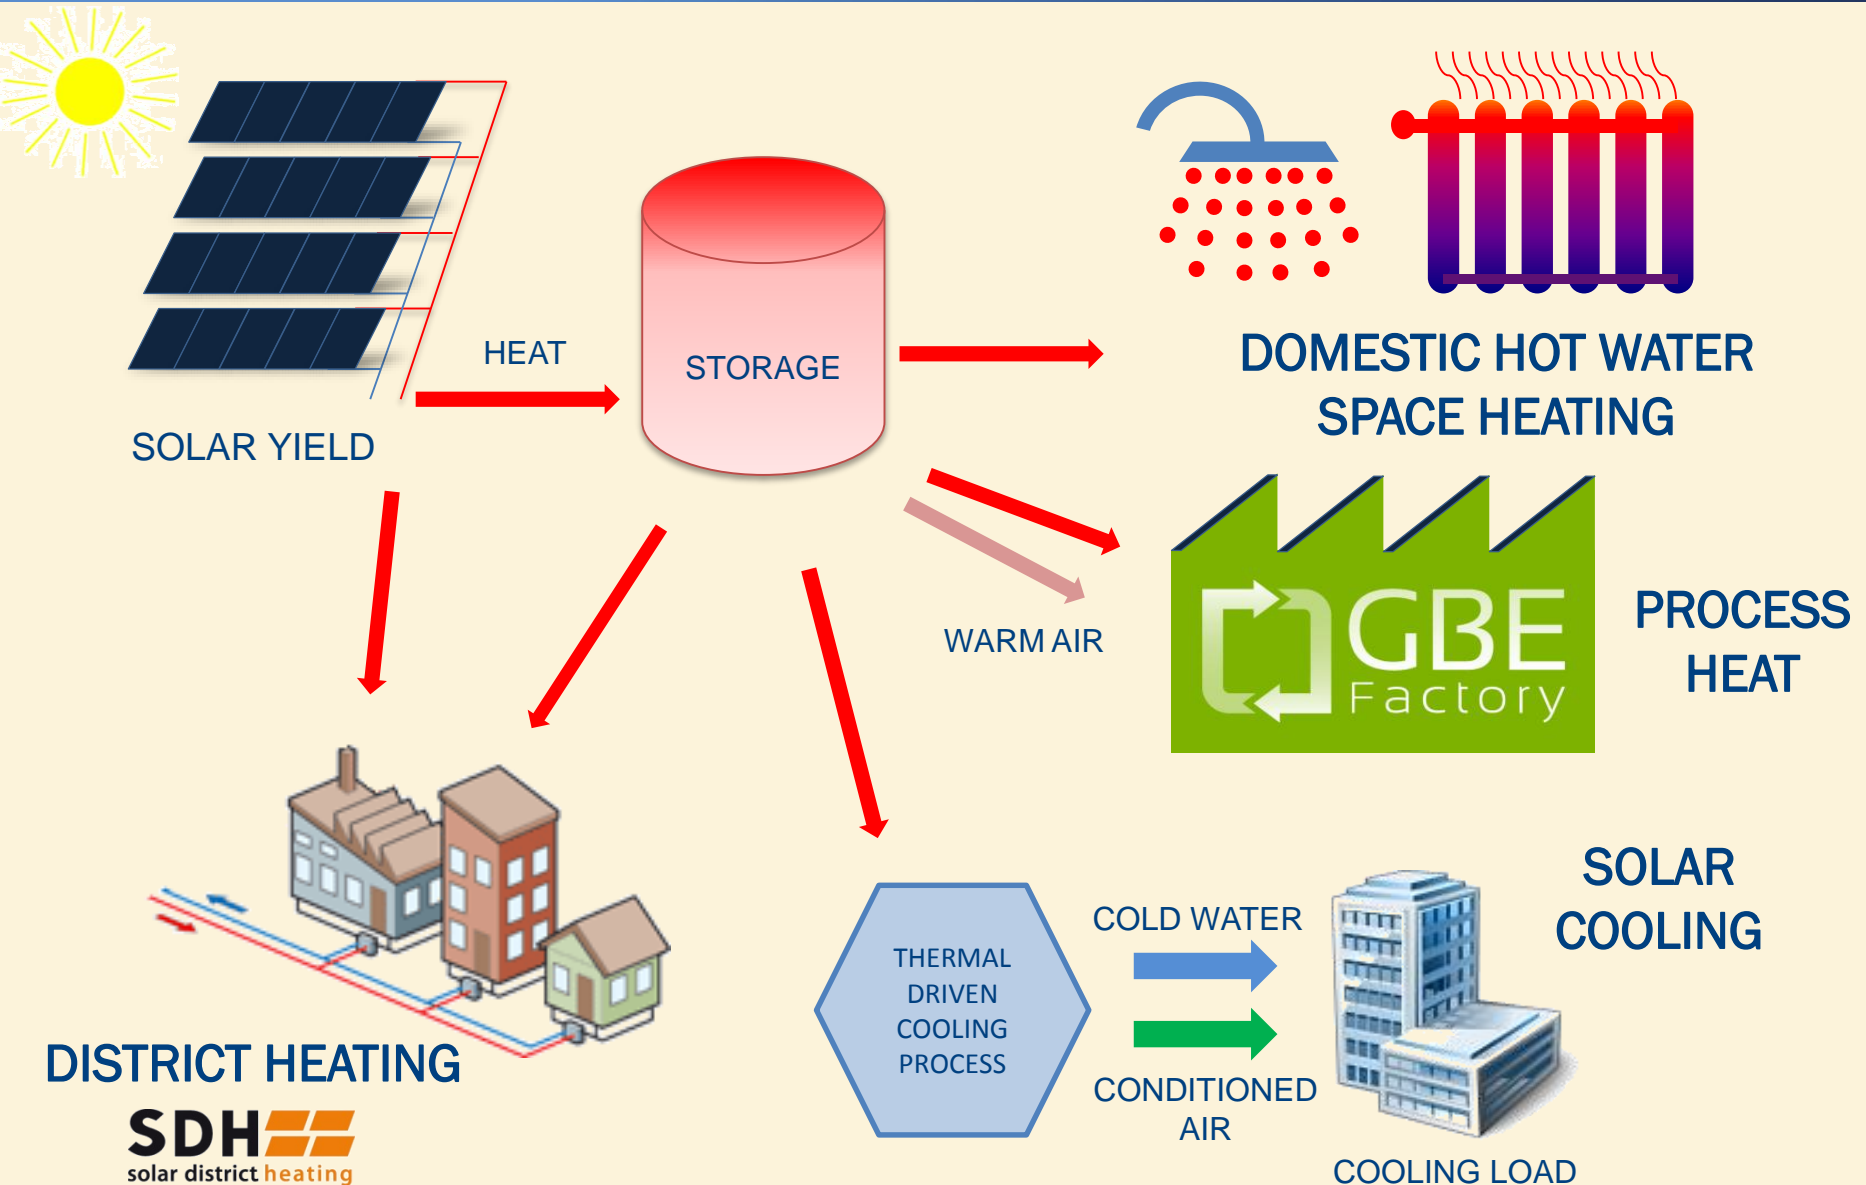 HEAT
STORAGE
SOLAR YIELD
DOMESTIC HOT WATER
SPACE HEATING
WARM AIR
GBE
Factory
PROCESS
HEAT
DISTRICT HEATING
SDH
solar district heating
THERMAL
DRIVEN
COOLING
PROCESS
COLD WATER
CONDITIONED
AIR
SOLAR
COOLING
COOLING LOAD